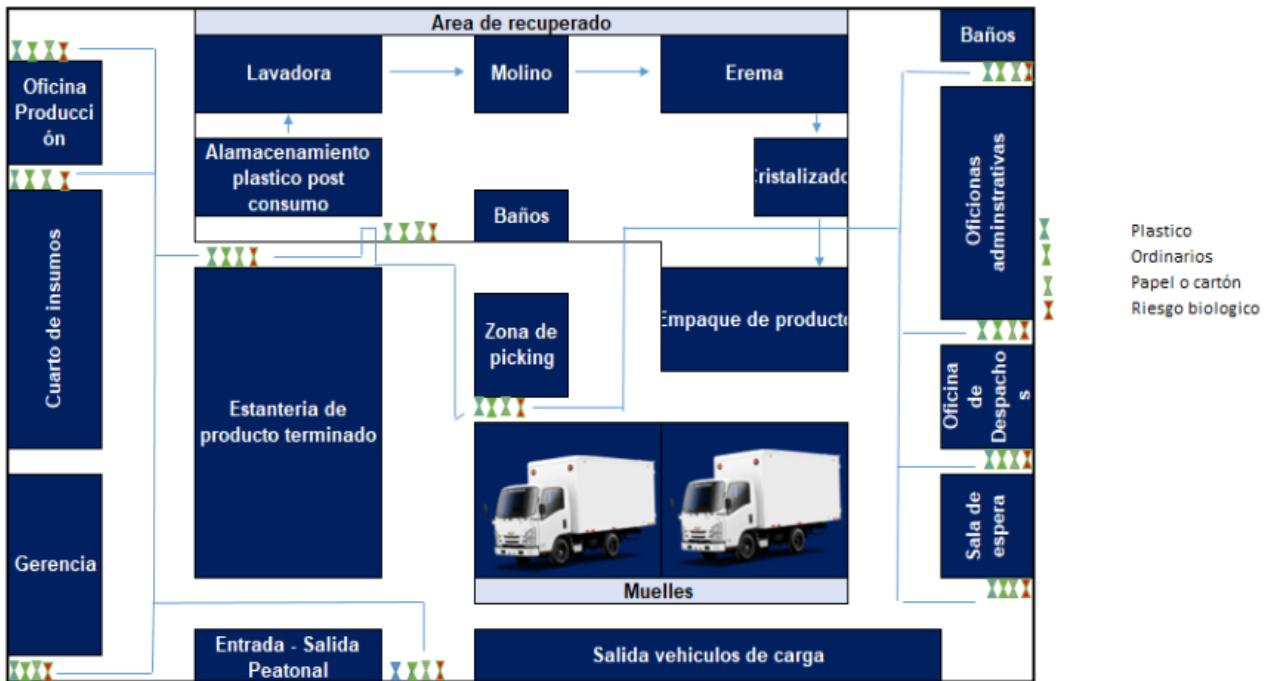 Area de recuperado
Baños
Lavadora
Molino
Erema
Oficina
Producci
ón
Alamacenamiento
plastico post
consumo
Cristalizado
Baños
Oficionas
adminstrativas
Plastico
Ordinarios
Papel o cartón
Riesgo biologico
Cuarto de insumos
Zona de
picking
Empaque de producto
Estanteria de
producto terminado
Oficina
de
Despacho
s
Sala de
espera
Gerencia
Muelles
Entrada - Salida
Peatonal
Salida vehiculos de carga